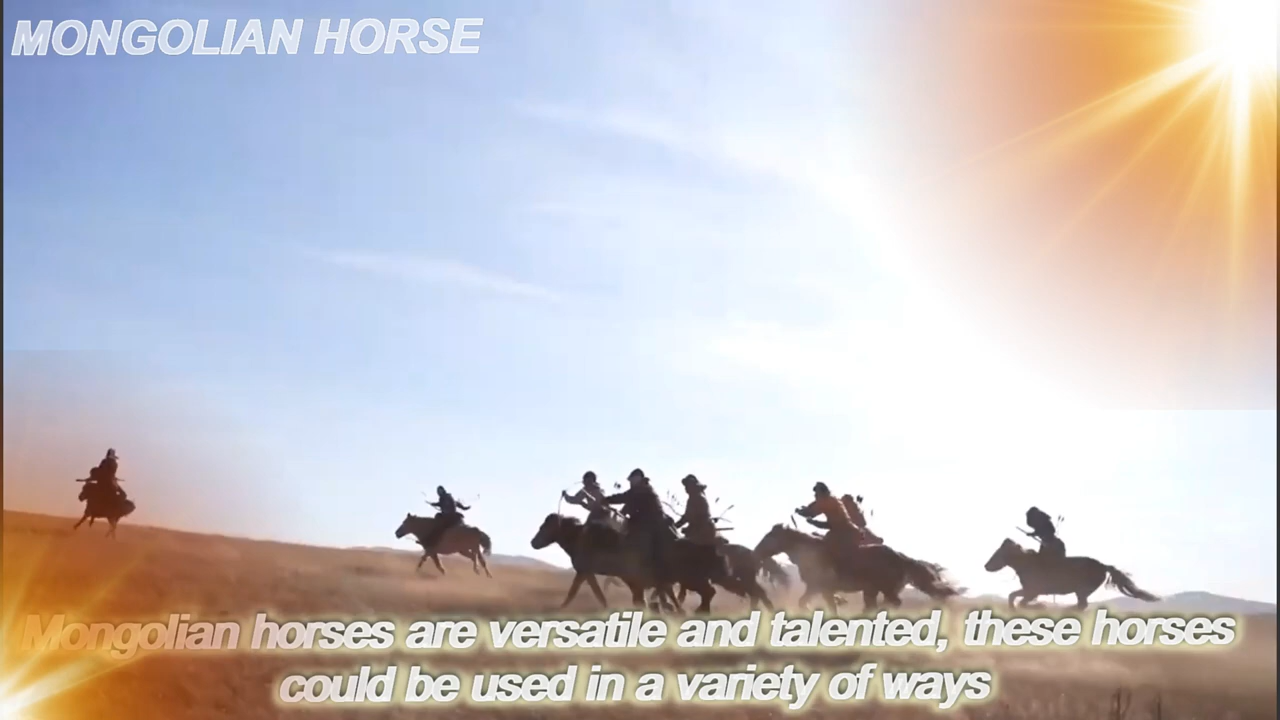 MONGOLIAN HORSE
Mongolian horses are versatile and talented, these horses
could be used in a variety of ways